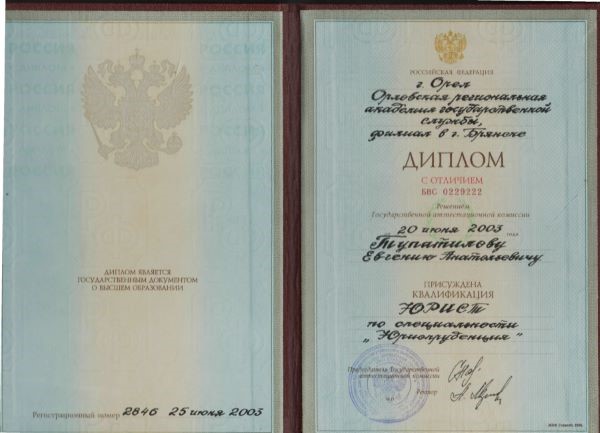 ДИПЛОМ ЯВЛЯЕТСЯ
ГОСУДАРСТВЕННЫМ ДОКУМЕНТОМ
О ВЫСШЕМ ОБРАЗОВАНИИ
Регистрационный номер 2846 25 июня 2003
РОССИЙСКАЯ ФЕДЕРАЦИЯ
г. Орел
Орловская региональная
академия государственной
службы,
филиал в г. Брянске
ДИПЛОМ
С ОТЛИЧИЕМ
БВС 0229222
Решением
Государственной аттестационной комиссии
от 20 июня 2003 года
Тупатилову
Евгению Анатольевичу
ПРИСУЖДЕНА
КВАЛИФИКАЦИЯ
ЮРИСТ
по специальности
„Юриспруденция"
Председатель Государственной
аттестационной комиссии
Ректор